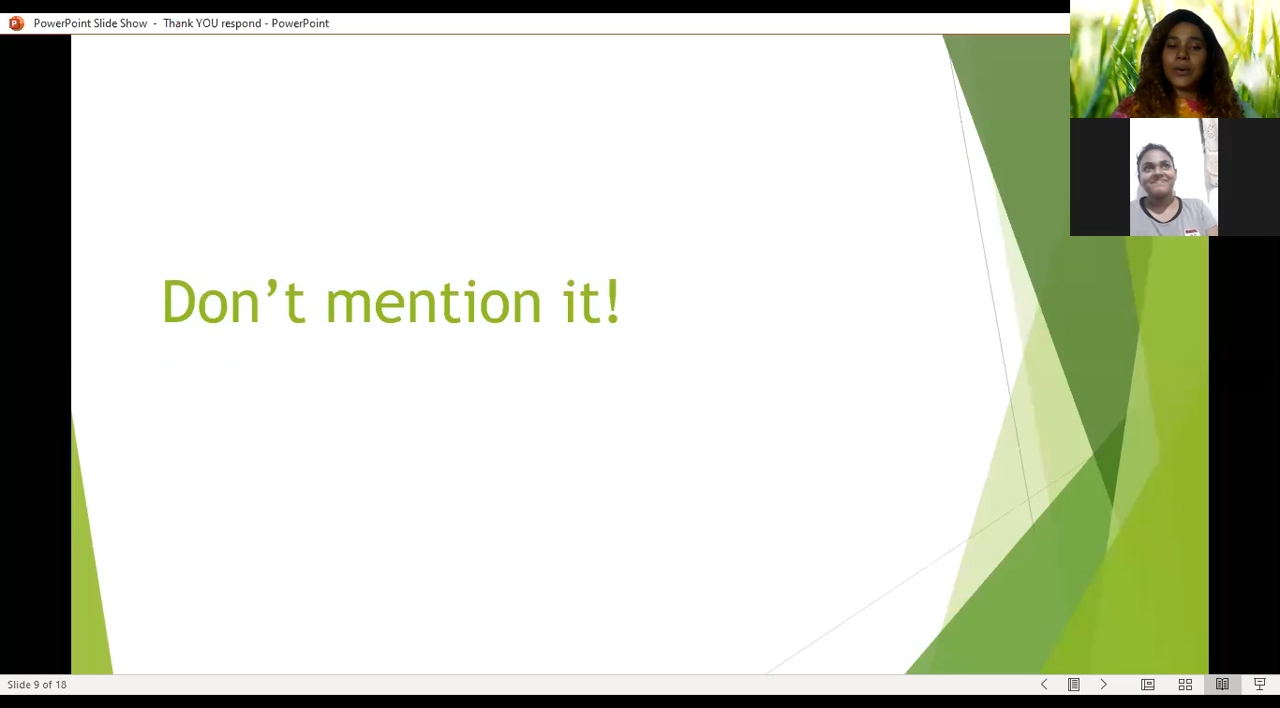 PowerPoint Slide Show - Thank YOU respond - PowerPoint
Don’t mention it!
Slide 9 of 18